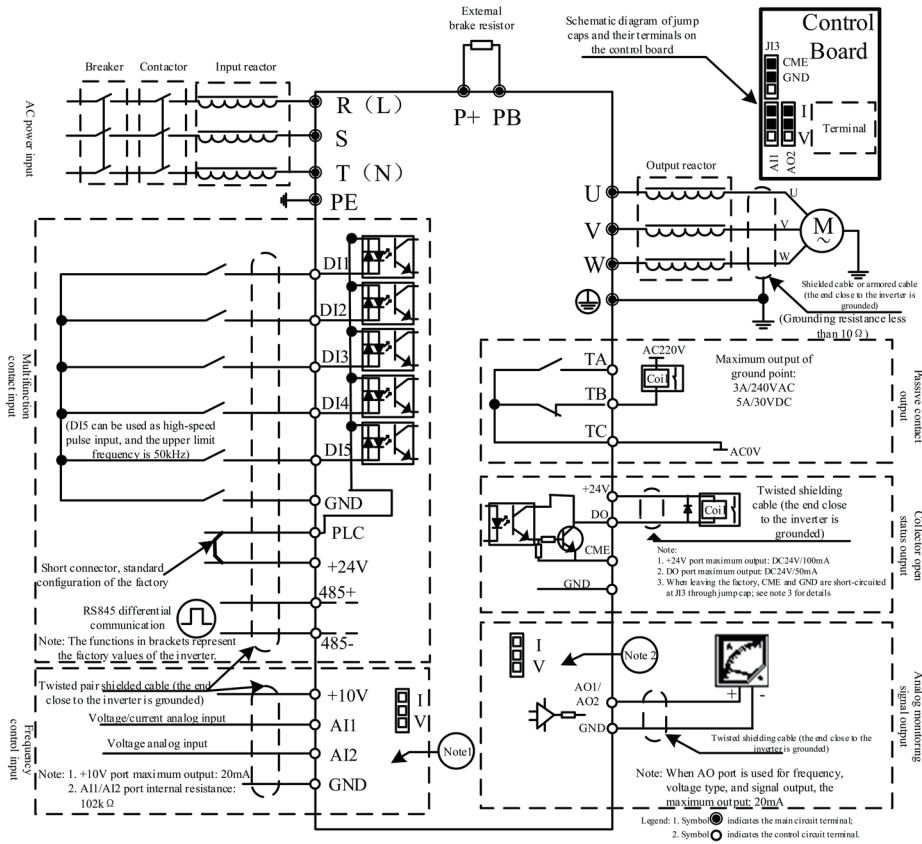 External
brake resistor
Schematic diagram of jump
caps and their terminals on
the control board
Control
Board
JI3
CME
GND
I
V
Terminal
AI1
AO2
Breaker
Contactor
Input reactor
AC power input
R (L)
S
T (N)
PE
P+ PB
Output reactor
U
V
W
U
V
W
M
~
Shielded cable or armored cable
(the end close to the inverter is
grounded)
(Grounding resistance less
than 10Ω)
Multifunction
contact input
DI1
DI2
DI3
DI4
(DI5 can be used as high-speed
pulse input, and the upper limit
frequency is 50kHz)
DI5
GND
PLC
+24V
Short connector, standard
configuration of the factory
485+
RS845 differential
communication
485-
Note: The functions in brackets represent
the factory values of the inverter.
Passive contact
output
TA
TB
TC
AC220V
Coil
AC0V
Maximum output of
ground point:
3A/240VAC
5A/30VDC
Collector open
status output
+24V
DO
CME
GND
Coil
Twisted shielding
cable (the end close
to the inverter is
grounded)
Note:
1. +24V port maximum output: DC24V/100mA
2. DO port maximum output: DC24V/50mA
3. When leaving the factory, CME and GND are short-circuited
at JI3 through jump cap; see note 3 for details
Frequency
control input
Twisted pair shielded cable (the end
close to the inverter is grounded)
+10V
Voltage/current analog input
AI1
Voltage analog input
AI2
GND
I
V
Note1
Note: 1. +10V port maximum output: 20mA
2. AI1/AI2 port internal resistance:
102kΩ
Analog monitoring
signal output
I
V
Note 2
AO1/
AO2
GND
+ -
Twisted shielding cable (the end close to the
inverter is grounded)
Note: When AO port is used for frequency,
voltage type, and signal output, the
maximum output: 20mA
Legend: 1. Symbol indicates the main circuit terminal;
2. Symbol indicates the control circuit terminal.